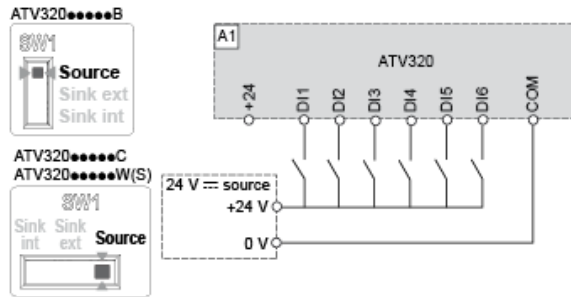 ATV320●●●●●B
SW1
Source
Sink ext
Sink int
ATV320●●●●●C
ATV320●●●●●W(S)
SW1
Sink int
Sink ext
Source
A1
ATV320
+24
DI1
DI2
DI3
DI4
DI5
DI6
COM
24 V ⎓ source
+24 V
0 V